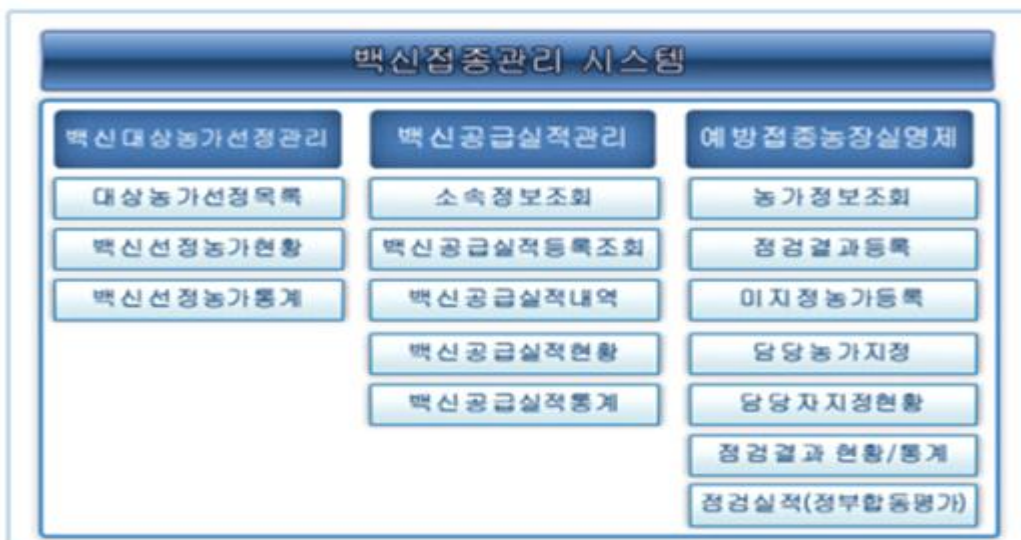 백신접종관리 시스템
백신대상농가선정관리
대상농가선정목록
백신선정농가현황
백신선정농가통계
백신공급실적관리
소속정보조회
백신공급실적등록조회
백신공급실적내역
백신공급실적현황
백신공급실적통계
예방접종농장실명제
농가정보조회
점검결과등록
미지정농가등록
담당농가지정
담당자지정현황
점검결과 현황/통계
점검실적(정부합동평가)